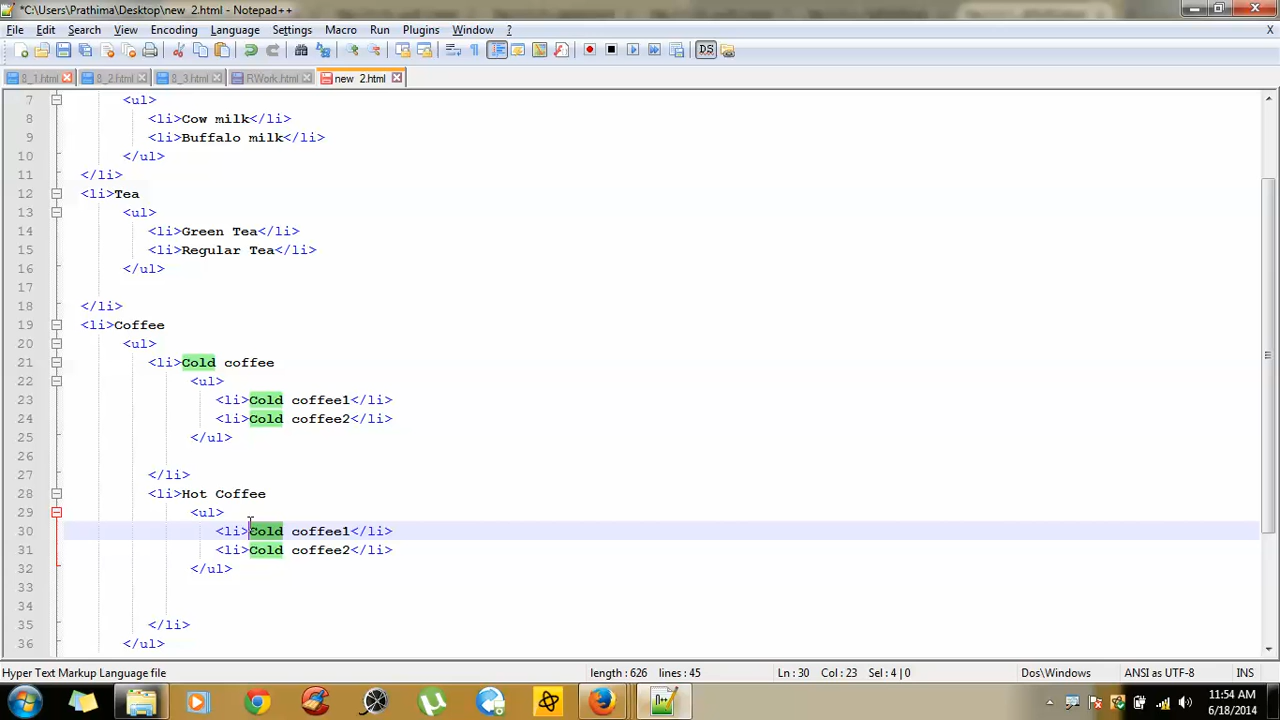 *C:\Users\Prathima\Desktop\new 2.html - Notepad++
File Edit Search View Encoding Language Settings Macro Run Plugins Window ? X
8_1.html 8_2.html 8_3.html RWork.html new 2.html
7 <ul>
8 <li>Cow milk</li>
9 <li>Buffalo milk</li>
10 </ul>
11 </li>
12 <li>Tea
13 <ul>
14 <li>Green Tea</li>
15 <li>Regular Tea</li>
16 </ul>
17
18 </li>
19 <li>Coffee
20 <ul>
21 <li>Cold coffee
22 <ul>
23 <li>Cold coffee1</li>
24 <li>Cold coffee2</li>
25 </ul>
26
27 </li>
28 <li>Hot Coffee
29 <ul>
30 <li>Cold coffee1</li>
31 <li>Cold coffee2</li>
32 </ul>
33
34
35 </li>
36 </ul>
Hyper Text Markup Language file length : 626 lines : 45 Ln : 30 Col : 23 Sel : 4 | 0 Dos\Windows ANSI as UTF-8 INS
11:54 AM
6/18/2014